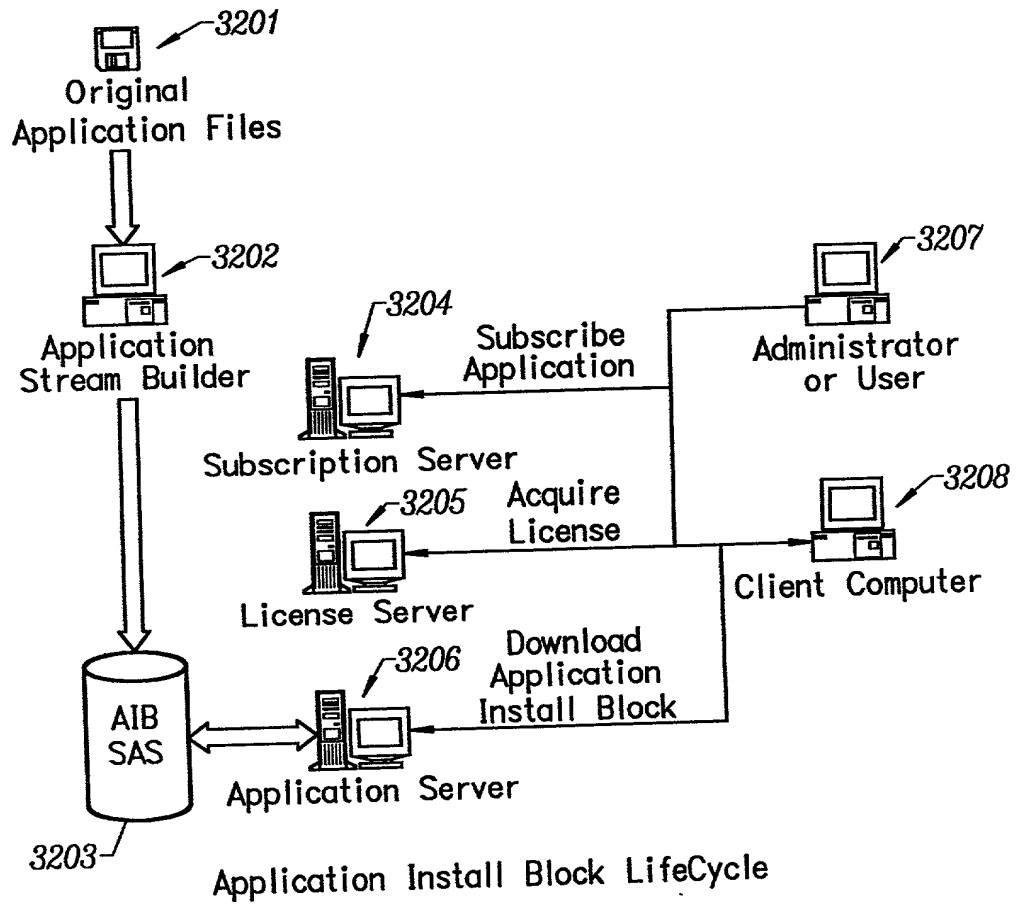 3201
Original
Application Files
3202
Application
Stream Builder
3204
Subscribe
Application
3207
Administrator
or User
Subscription Server
3205
Acquire
License
3208
License Server
Client Computer
3206
Download
Application
Install Block
AIB
SAS
Application Server
3203
Application Install Block LifeCycle